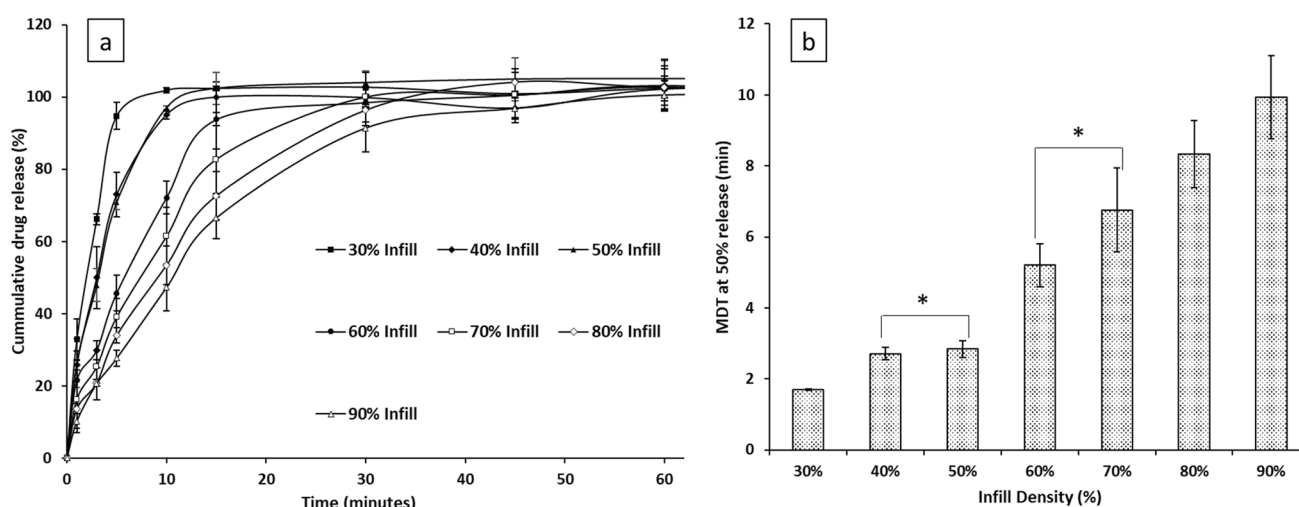 a
Cummulative drug release (%)
120
100
80
60
40
20
0
30% Infill 40% Infill 50% Infill
60% Infill 70% Infill 80% Infill
90% Infill
0 10 20 30 40 50 60
Time (minutes)
b
MDT at 50% release (min)
12
10
8
6
4
2
0
*
*
30% 40% 50% 60% 70% 80% 90%
Infill Density (%)